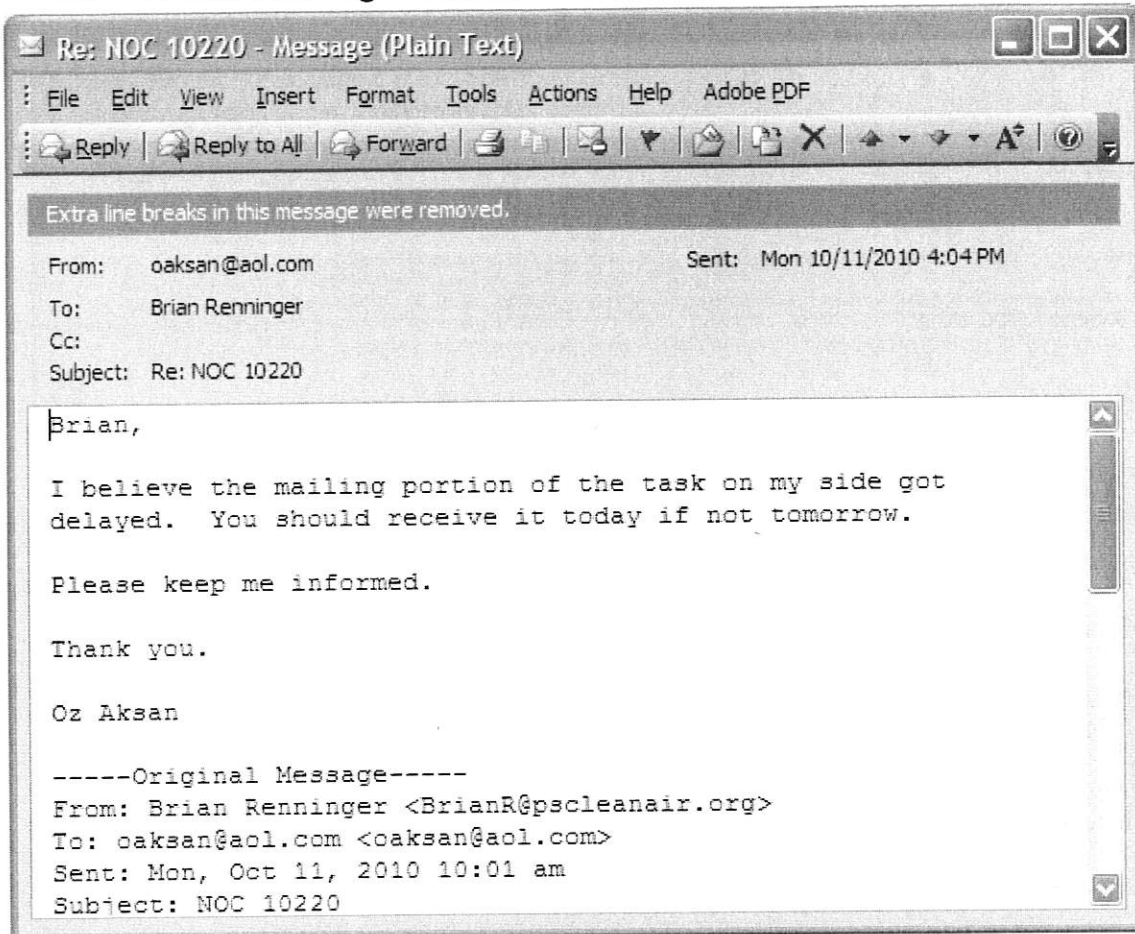 Re: NOC 10220 - Message (Plain Text)
File Edit View Insert Format Tools Actions Help Adobe PDF
Reply Reply to All Forward
Extra line breaks in this message were removed.
From: oaksan@aol.com Sent: Mon 10/11/2010 4:04 PM
To: Brian Renninger
Cc:
Subject: Re: NOC 10220
Brian,
I believe the mailing portion of the task on my side got
delayed. You should receive it today if not tomorrow.
Please keep me informed.
Thank you.
Oz Aksan
-----Original Message-----
From: Brian Renninger <BrianR@pscleanair.org>
To: oaksan@aol.com <oaksan@aol.com>
Sent: Mon, Oct 11, 2010 10:01 am
Subject: NOC 10220